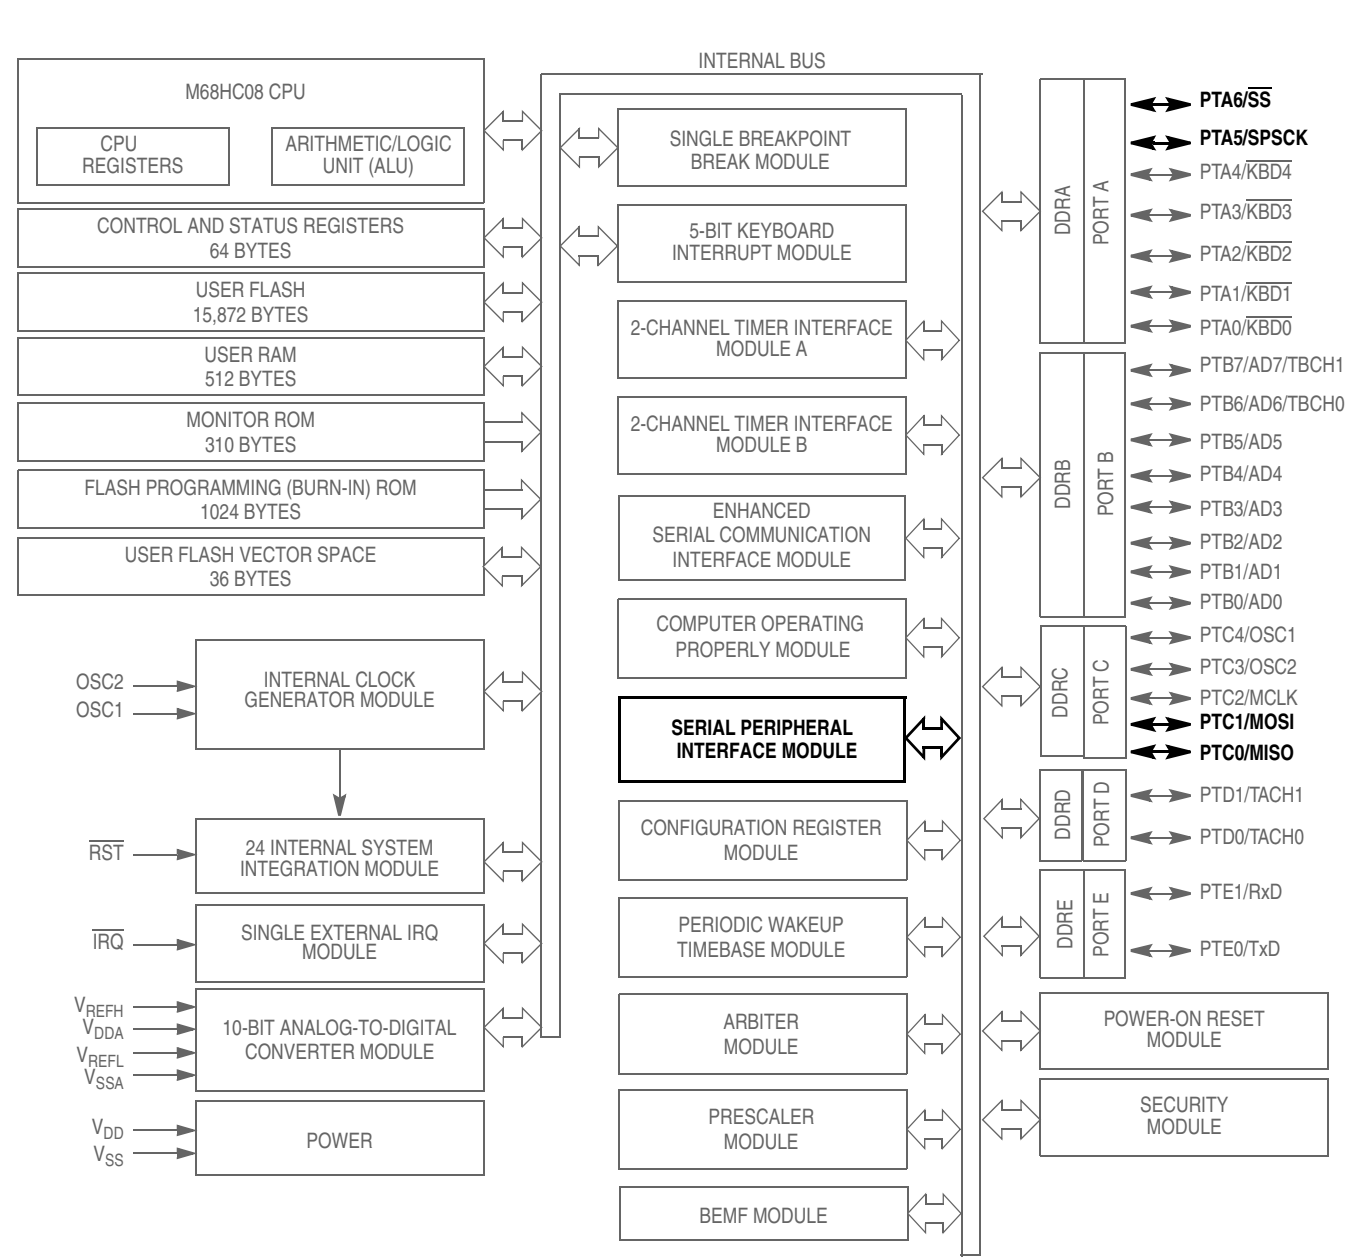 INTERNAL BUS
M68HC08 CPU
CPU
REGISTERS
ARITHMETIC/LOGIC
UNIT (ALU)
CONTROL AND STATUS REGISTERS
64 BYTES
USER FLASH
15,872 BYTES
USER RAM
512 BYTES
MONITOR ROM
310 BYTES
FLASH PROGRAMMING (BURN-IN) ROM
1024 BYTES
USER FLASH VECTOR SPACE
36 BYTES
OSC2
OSC1
INTERNAL CLOCK
GENERATOR MODULE
RST
24 INTERNAL SYSTEM
INTEGRATION MODULE
IRQ
SINGLE EXTERNAL IRQ
MODULE
VREFH
VDDA
VREFL
VSSA
10-BIT ANALOG-TO-DIGITAL
CONVERTER MODULE
VDD
VSS
POWER
SINGLE BREAKPOINT
BREAK MODULE
5-BIT KEYBOARD
INTERRUPT MODULE
2-CHANNEL TIMER INTERFACE
MODULE A
2-CHANNEL TIMER INTERFACE
MODULE B
ENHANCED
SERIAL COMMUNICATION
INTERFACE MODULE
COMPUTER OPERATING
PROPERLY MODULE
SERIAL PERIPHERAL
INTERFACE MODULE
CONFIGURATION REGISTER
MODULE
PERIODIC WAKEUP
TIMEBASE MODULE
ARBITER
MODULE
PRESCALER
MODULE
BEMF MODULE
DDRA
PORT A
PTA6/SS
PTA5/SPSCK
PTA4/KBD4
PTA3/KBD3
PTA2/KBD2
PTA1/KBD1
PTA0/KBD0
DDRB
PORT B
PTB7/AD7/TBCH1
PTB6/AD6/TBCH0
PTB5/AD5
PTB4/AD4
PTB3/AD3
PTB2/AD2
PTB1/AD1
PTB0/AD0
DDRC
PORT C
PTC4/OSC1
PTC3/OSC2
PTC2/MCLK
PTC1/MOSI
PTC0/MISO
DDRD
PORT D
PTD1/TACH1
PTD0/TACH0
DDRE
PORT E
PTE1/RxD
PTE0/TxD
POWER-ON RESET
MODULE
SECURITY
MODULE